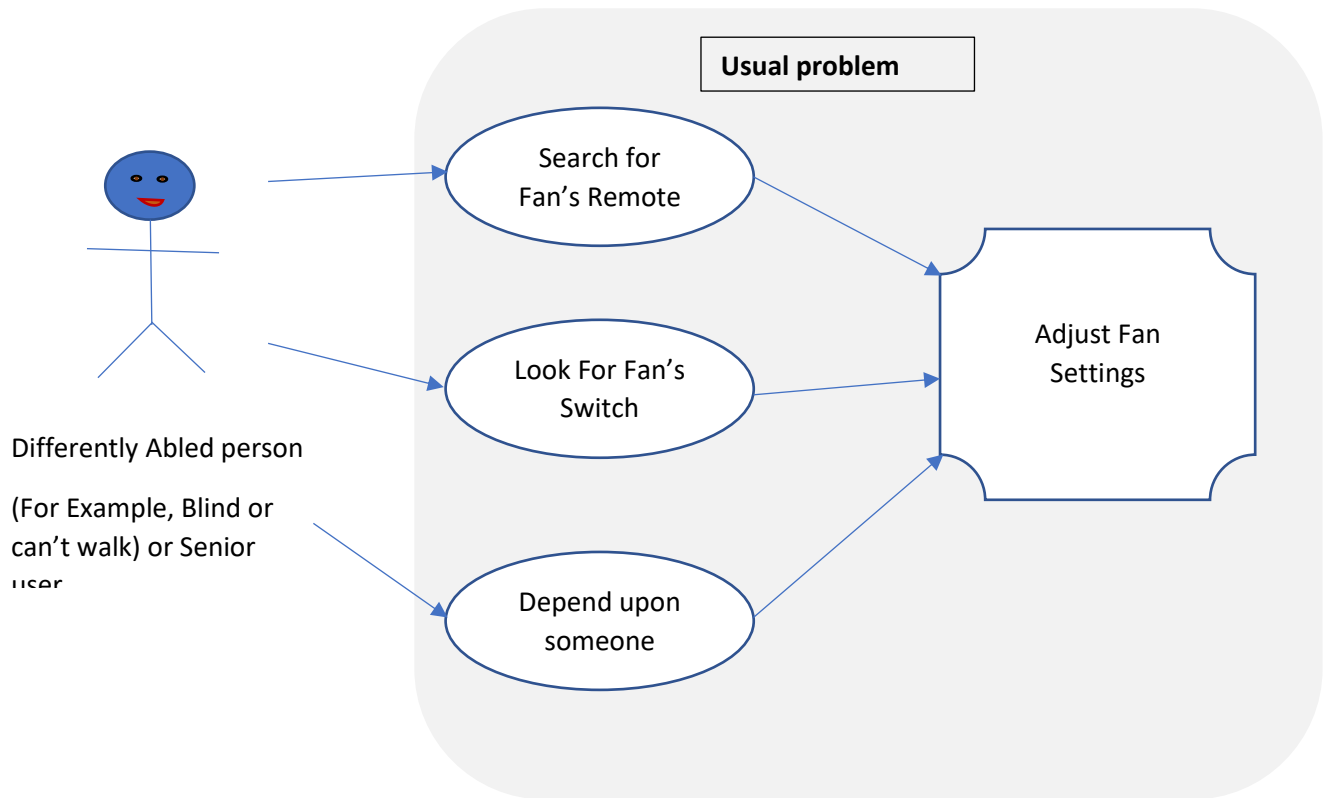 Usual problem
Search for
Fan's Remote
Look For Fan's
Switch
Depend upon
someone
Adjust Fan
Settings
Differently Abled person
(For Example, Blind or
can't walk) or Senior
user